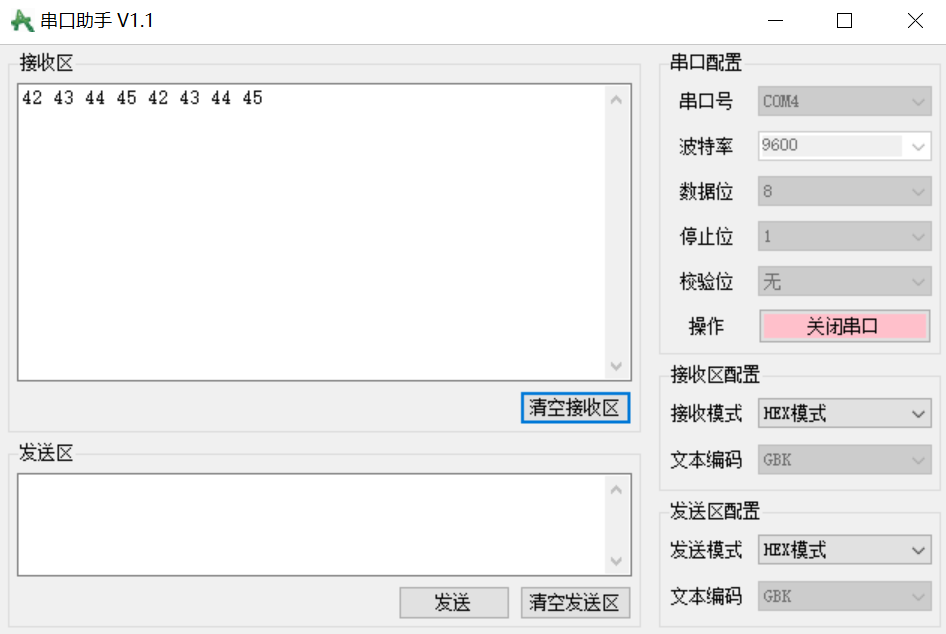 串口助手 V1.1
接收区
42 43 44 45 42 43 44 45
清空接收区
发送区
发送 清空发送区
串口配置
串口号 COM4
波特率 9600
数据位 8
停止位 1
校验位 无
操作 关闭串口
接收区配置
接收模式 HEX模式
文本编码 GBK
发送区配置
发送模式 HEX模式
文本编码 GBK